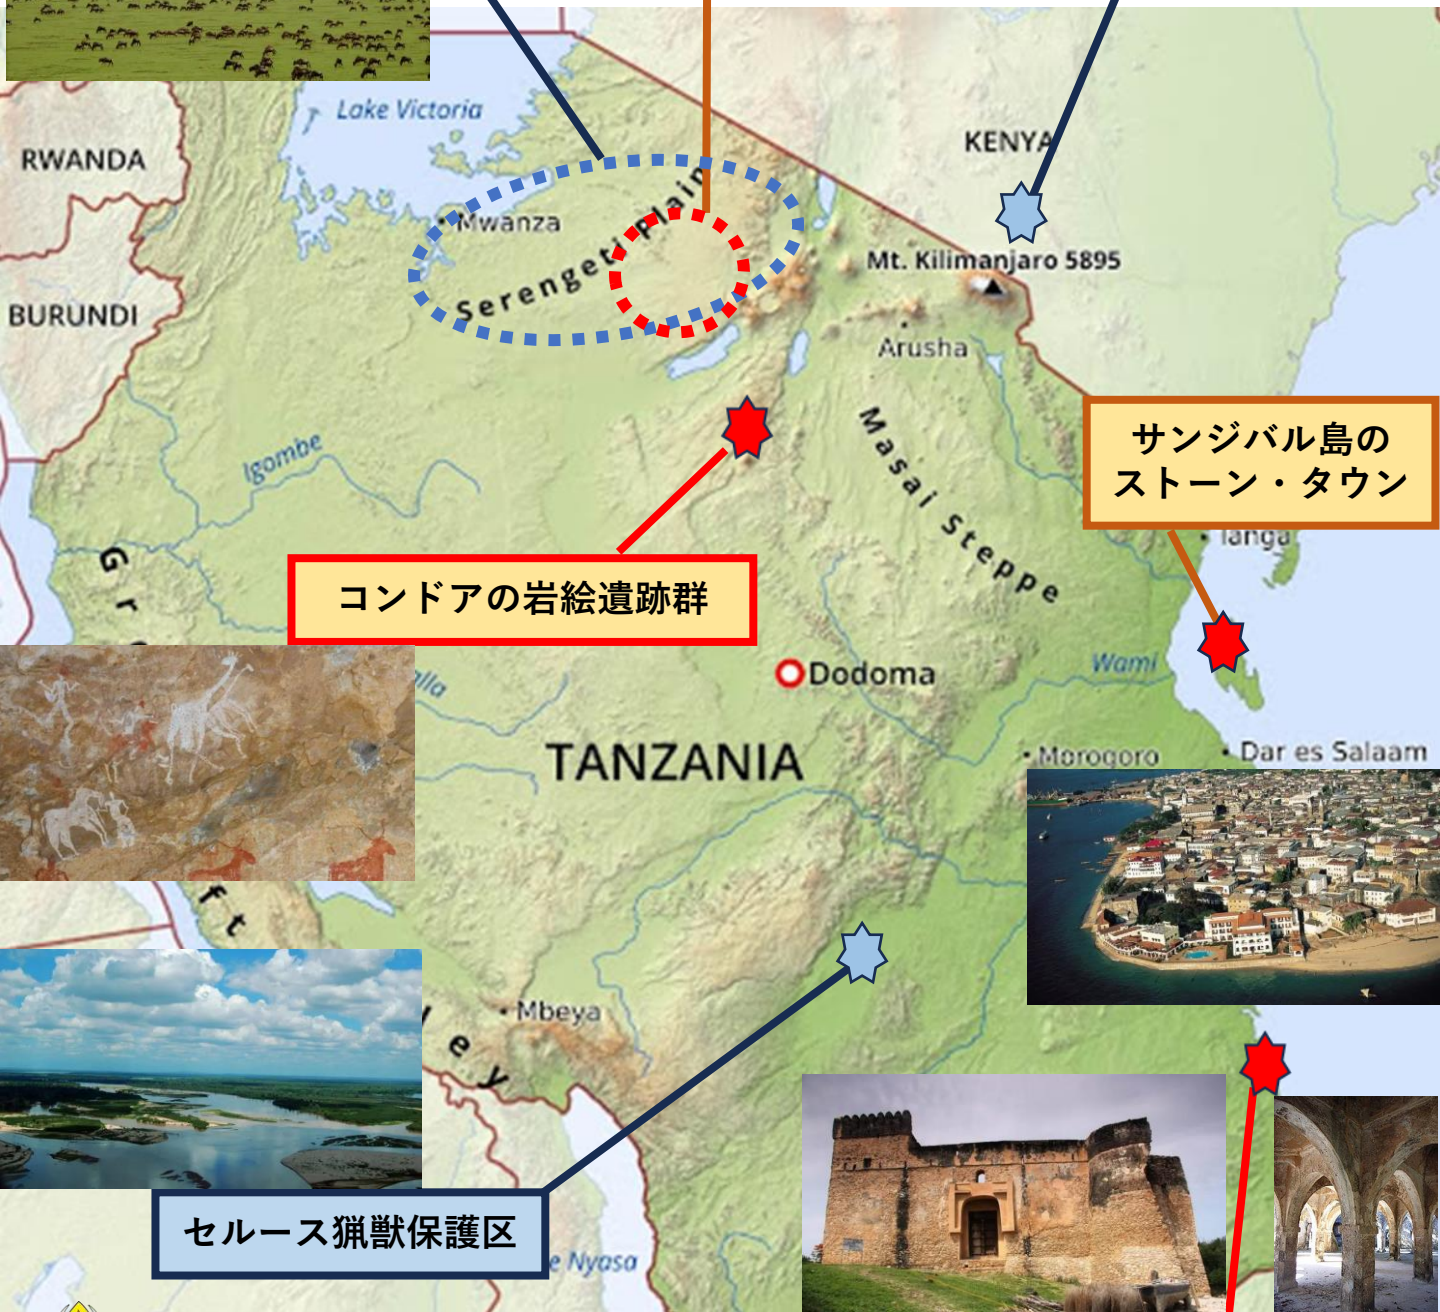 Lake Victoria
RWANDA
KENYA
Mwanza
Serengeti Plain
Mt. Kilimanjaro 5895
BURUNDI
Arusha
サンジバル島の
ストーン・タウン
Masai Steppe
Igombe
Tanga
コンドアの岩絵遺跡群
Dodoma
Wami
TANZANIA
Morogoro
Dar es Salaam
Mbeya
セルース猟獣保護区
Nyasa